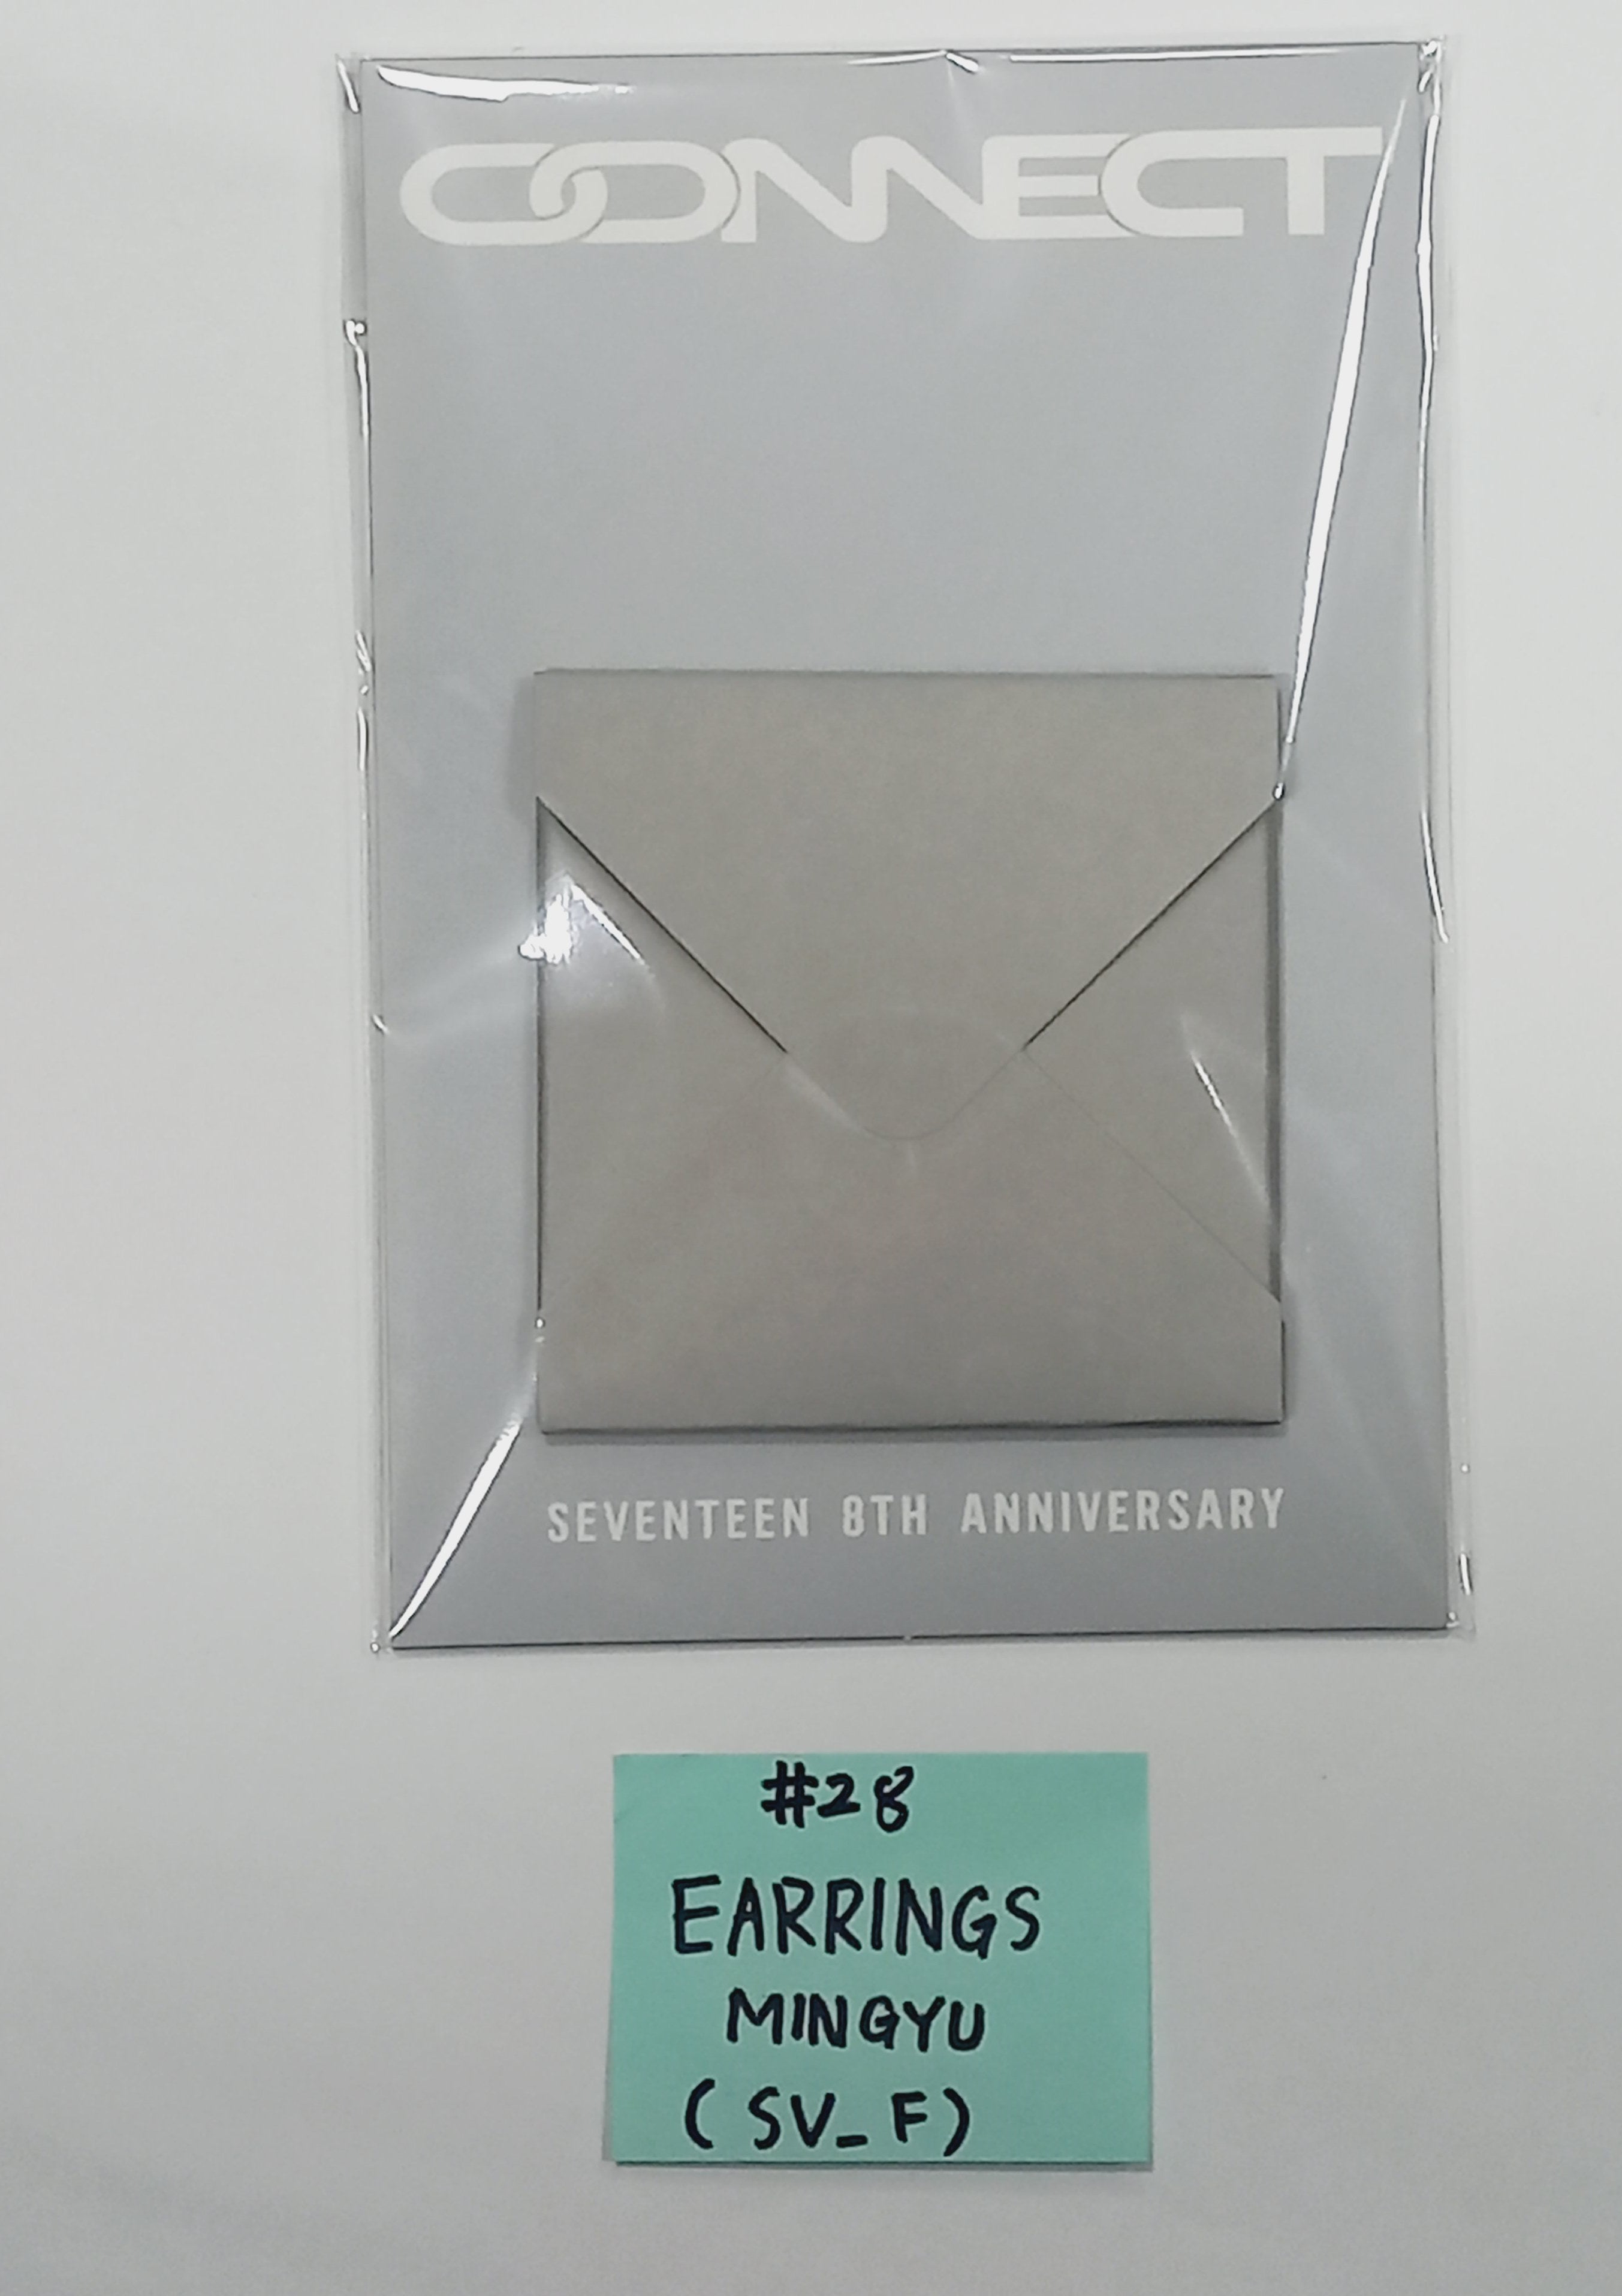 CONNECT
SEVENTEEN 8TH ANNIVERSARY
#28
EARRINGS
MINGYU
(SV_F)